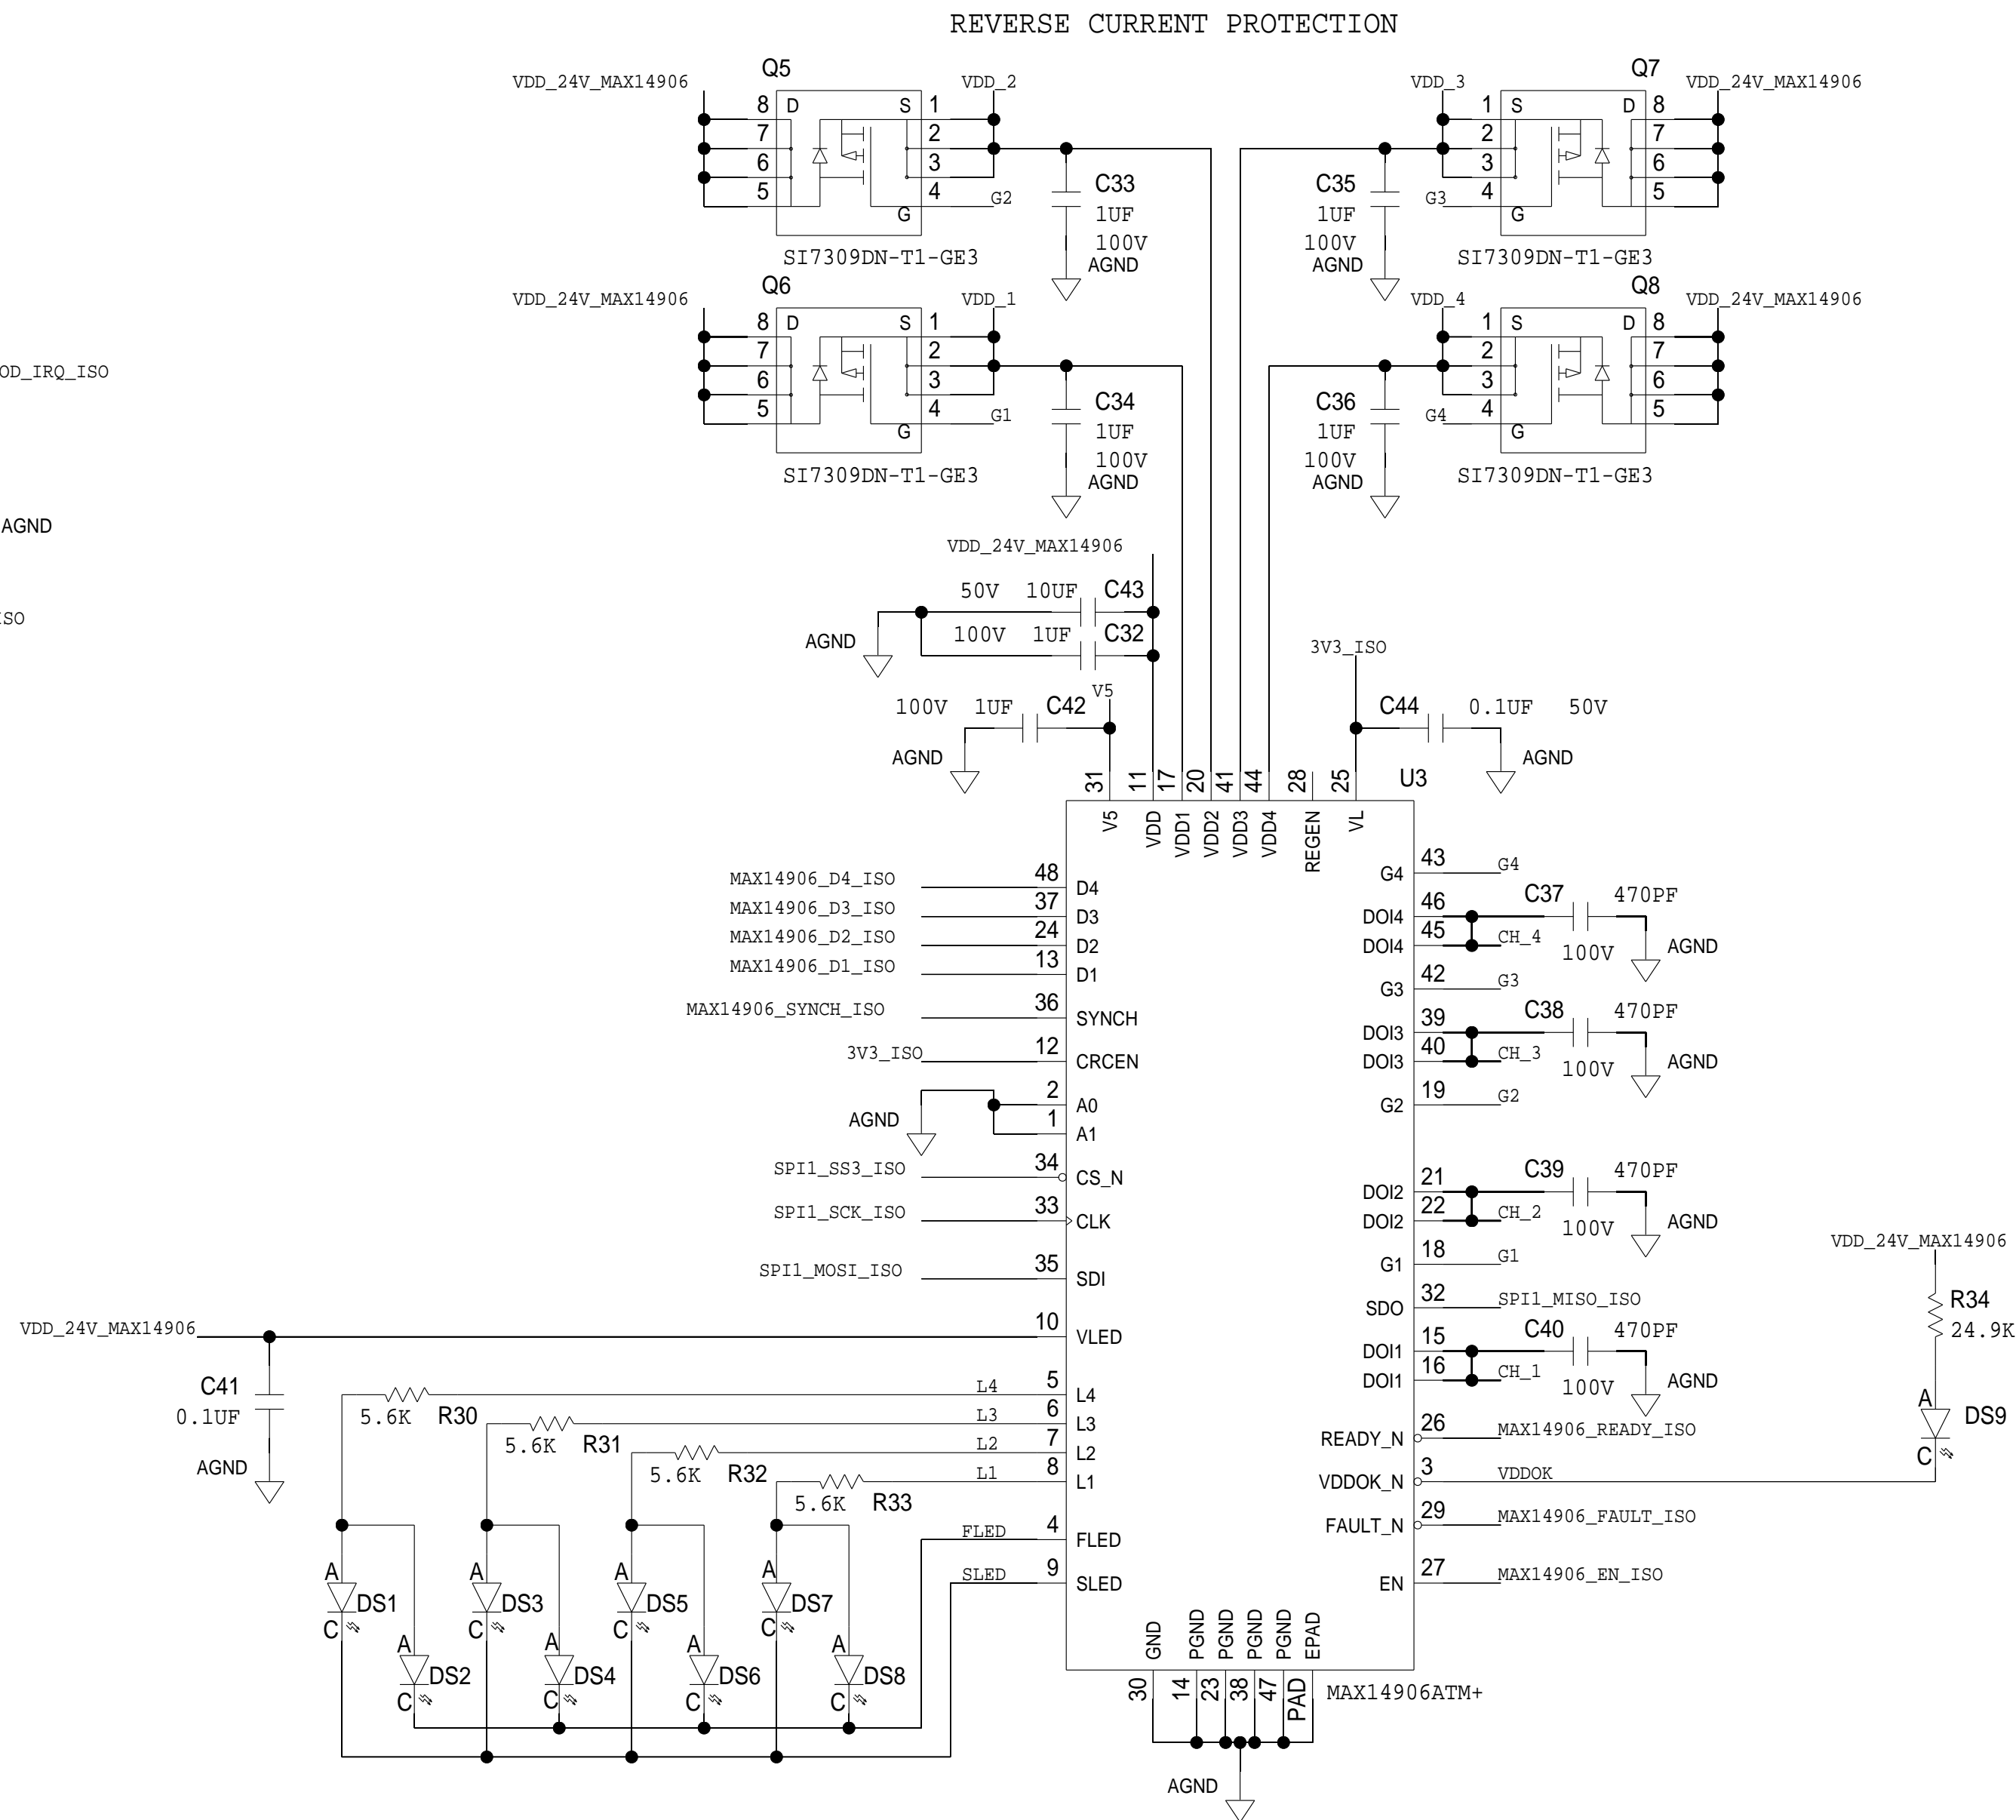 REVERSE CURRENT PROTECTION
Q5
VDD_24V_MAX14906
VDD_2
8 D S 1
7 2
6 3
5 4
G
G2
SI7309DN-T1-GE3
C33
1UF
100V
AGND
Q7
VDD_3
VDD_24V_MAX14906
1 S D 8
2 7
3 6
4 5
G
G3
SI7309DN-T1-GE3
C35
1UF
100V
AGND
Q6
VDD_24V_MAX14906
VDD_1
8 D S 1
7 2
6 3
5 4
G
G1
SI7309DN-T1-GE3
C34
1UF
100V
AGND
Q8
VDD_4
VDD_24V_MAX14906
1 S D 8
2 7
3 6
4 5
G
G4
SI7309DN-T1-GE3
C36
1UF
100V
AGND
OD_IRQ_ISO
AGND
ISO
VDD_24V_MAX14906
50V 10UF C43
100V 1UF C32
AGND
V5
100V 1UF C42
AGND
3V3_ISO
C44 0.1UF 50V
AGND
U3
31 11 17 20 41 44 28 25
V5 VDD VDD1 VDD2 VDD3 VDD4 REGEN VL
MAX14906_D4_ISO 48 D4
MAX14906_D3_ISO 37 D3
MAX14906_D2_ISO 24 D2
MAX14906_D1_ISO 13 D1
MAX14906_SYNCH_ISO 36 SYNCH
3V3_ISO 12 CRCEN
2 A0
AGND 1 A1
SPI1_SS3_ISO 34 CS_N
SPI1_SCK_ISO 33 CLK
SPI1_MOSI_ISO 35 SDI
VDD_24V_MAX14906 10 VLED
C41
0.1UF
AGND
5.6K R30 L4 5 L4
5.6K R31 L3 6 L3
5.6K R32 L2 7 L2
5.6K R33 L1 8 L1
FLED 4 FLED
SLED 9 SLED
A DS1 C
A DS3 C
A DS5 C
A DS7 C
A DS2 C
A DS4 C
A DS6 C
A DS8 C
G4 43 G4
DOI4 46 C37 470PF
DOI4 45 CH_4 100V AGND
G3 42 G3
DOI3 39 C38 470PF
DOI3 40 CH_3 100V AGND
G2 19 G2
DOI2 21 C39 470PF
DOI2 22 CH_2 100V AGND
G1 18 G1
SDO 32 SPI1_MISO_ISO
DOI1 15 C40 470PF
DOI1 16 CH_1 100V AGND
READY_N 26 MAX14906_READY_ISO
VDDOK_N 3 VDDOK
FAULT_N 29 MAX14906_FAULT_ISO
EN 27 MAX14906_EN_ISO
VDD_24V_MAX14906
R34
24.9K
A DS9
C
GND PGND PGND PGND PGND EPAD
30 14 23 38 47 PAD
MAX14906ATM+
AGND